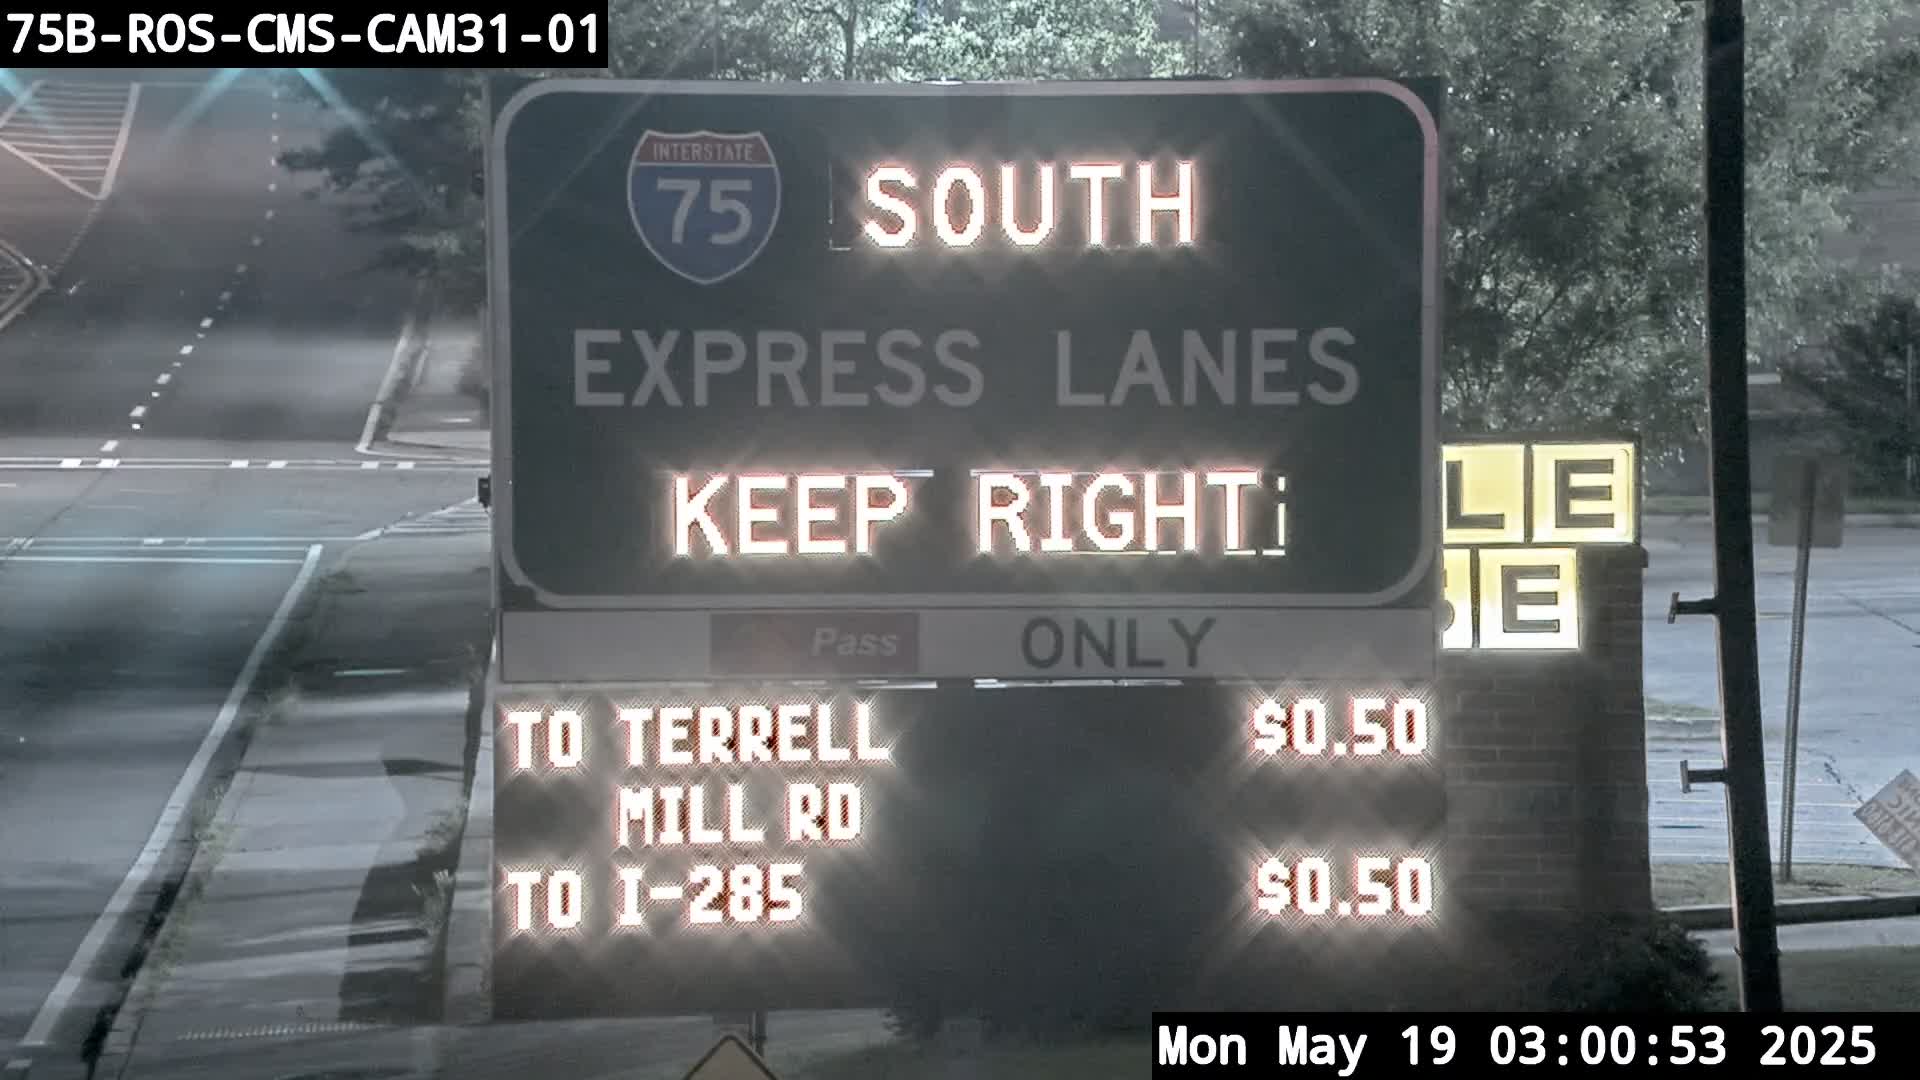 75B-ROS-CMS-CAM31-01
INTERSTATE
75
SOUTH
EXPRESS LANES
KEEP RIGHT
Pass ONLY
LE
E
TO TERRELL $0.50
MILL RD
TO I-285 $0.50
Mon May 19 03:00:53 2025